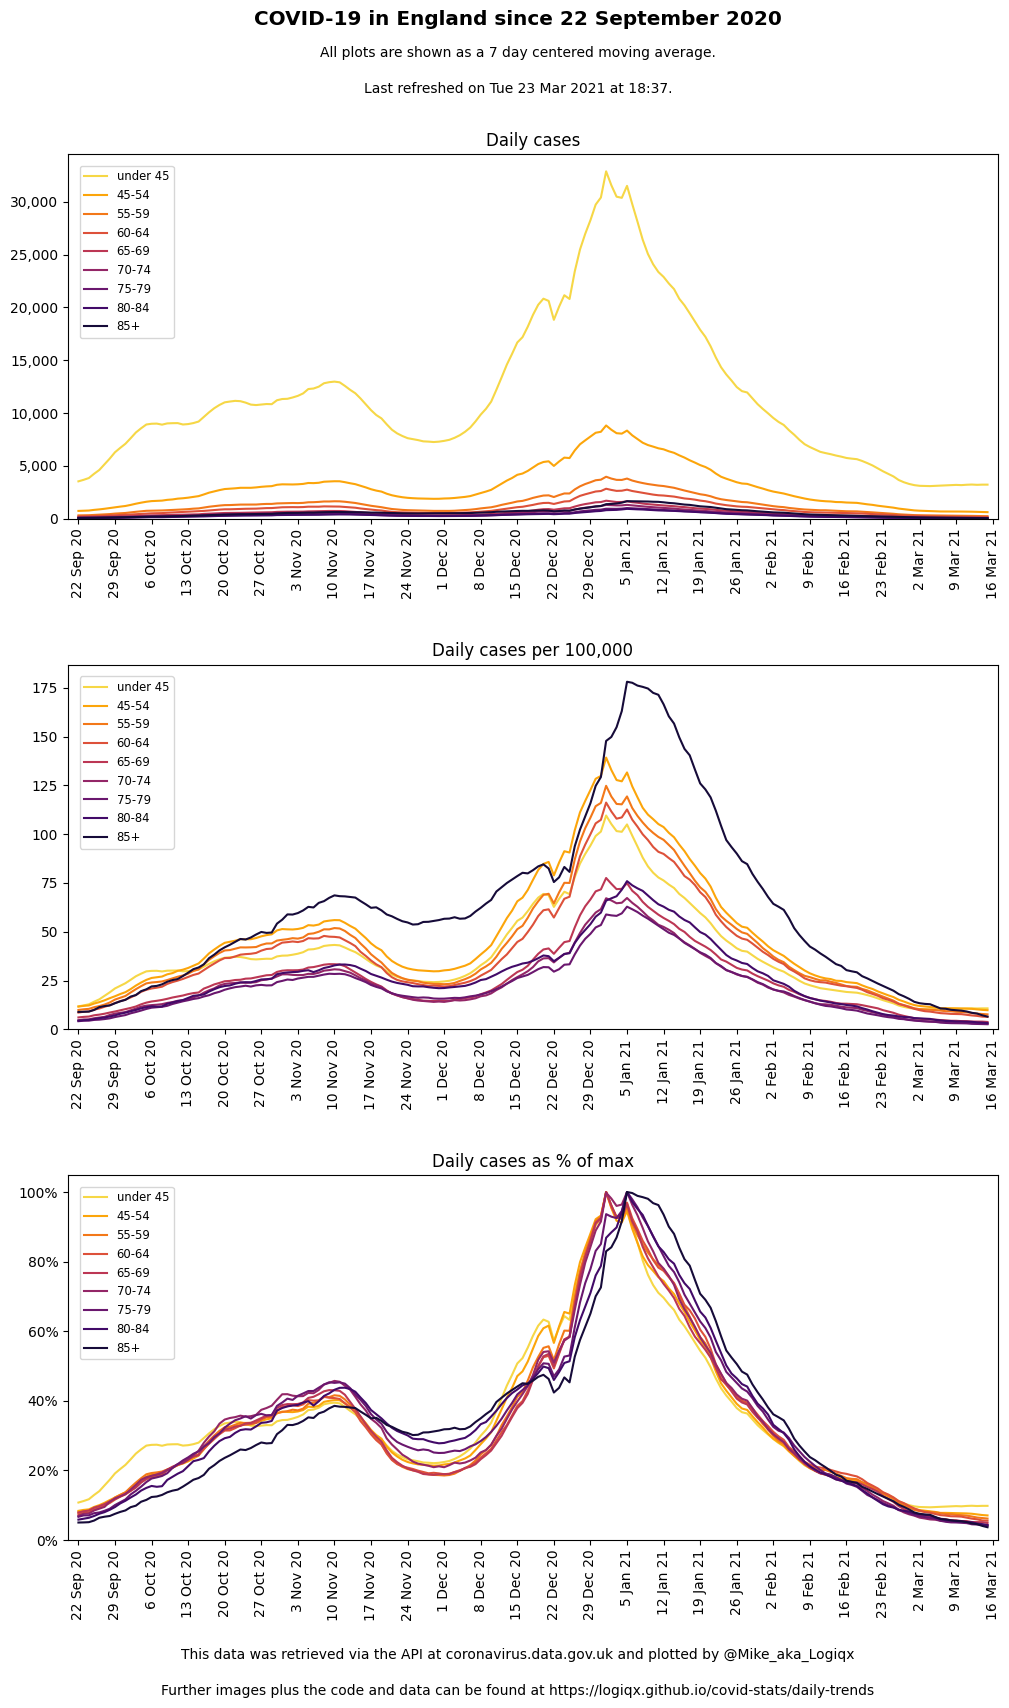 COVID-19 in England since 22 September 2020
All plots are shown as a 7 day centered moving average.
Last refreshed on Tue 23 Mar 2021 at 18:37.
Daily cases
under 45
45-54
55-59
60-64
65-69
70-74
75-79
80-84
85+
30,000
25,000
20,000
15,000
10,000
5,000
0
22 Sep 20
29 Sep 20
6 Oct 20
13 Oct 20
20 Oct 20
27 Oct 20
3 Nov 20
10 Nov 20
17 Nov 20
24 Nov 20
1 Dec 20
8 Dec 20
15 Dec 20
22 Dec 20
29 Dec 20
5 Jan 21
12 Jan 21
19 Jan 21
26 Jan 21
2 Feb 21
9 Feb 21
16 Feb 21
23 Feb 21
2 Mar 21
9 Mar 21
16 Mar 21
Daily cases per 100,000
under 45
45-54
55-59
60-64
65-69
70-74
75-79
80-84
85+
175
150
125
100
75
50
25
0
22 Sep 20
29 Sep 20
6 Oct 20
13 Oct 20
20 Oct 20
27 Oct 20
3 Nov 20
10 Nov 20
17 Nov 20
24 Nov 20
1 Dec 20
8 Dec 20
15 Dec 20
22 Dec 20
29 Dec 20
5 Jan 21
12 Jan 21
19 Jan 21
26 Jan 21
2 Feb 21
9 Feb 21
16 Feb 21
23 Feb 21
2 Mar 21
9 Mar 21
16 Mar 21
Daily cases as % of max
under 45
45-54
55-59
60-64
65-69
70-74
75-79
80-84
85+
100%
80%
60%
40%
20%
0%
22 Sep 20
29 Sep 20
6 Oct 20
13 Oct 20
20 Oct 20
27 Oct 20
3 Nov 20
10 Nov 20
17 Nov 20
24 Nov 20
1 Dec 20
8 Dec 20
15 Dec 20
22 Dec 20
29 Dec 20
5 Jan 21
12 Jan 21
19 Jan 21
26 Jan 21
2 Feb 21
9 Feb 21
16 Feb 21
23 Feb 21
2 Mar 21
9 Mar 21
16 Mar 21
This data was retrieved via the API at coronavirus.data.gov.uk and plotted by @Mike_aka_Logiqx
Further images plus the code and data can be found at https://logiqx.github.io/covid-stats/daily-trends